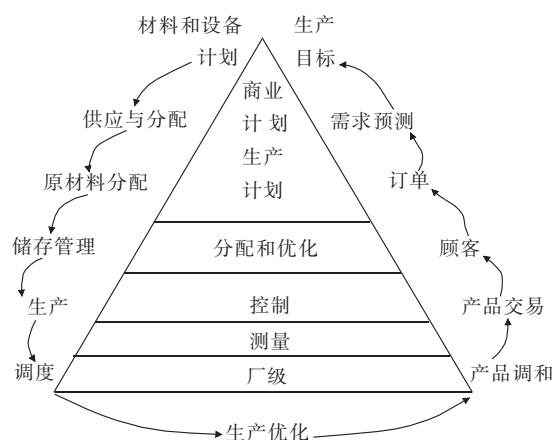 材料和设备
计划
生产
目标
供应与分配
原材料分配
储存管理
生产
调度
商业
计划
生产
计划
分配和优化
控制
测量
厂级
需求预测
订单
顾客
产品交易
产品调和
生产优化